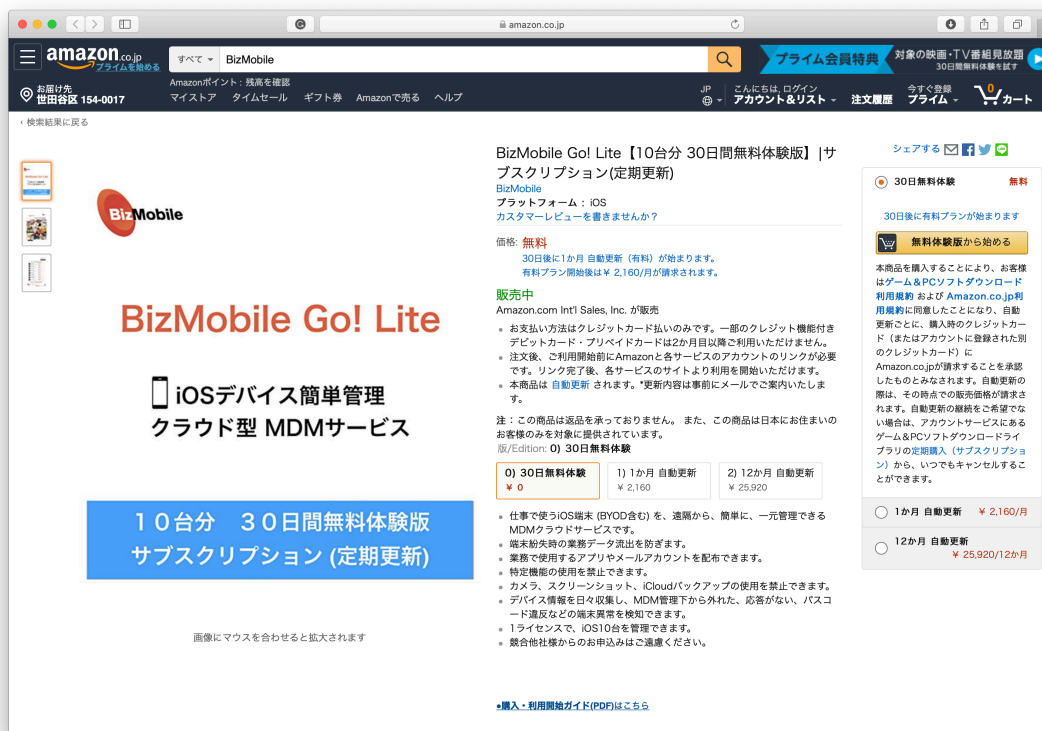 amazon.co.jp
amazon.co.jp
プライムを始める
すべて
BizMobile
プライム会員特典
対象の映画・TV番組見放題
30日間無料体験を試す
お届け先
世田谷区 154-0017
Amazonポイント: 残高を確認
マイストア タイムセール ギフト券 Amazonで売る ヘルプ
JP
こんにちは, ログイン
アカウント&リスト
注文履歴
今すぐ登録
プライム
0
カート
‹ 検索結果に戻る
BizMobile
BizMobile Go! Lite
iOSデバイス簡単管理
クラウド型 MDMサービス
10台分 30日間無料体験版
サブスクリプション (定期更新)
画像にマウスを合わせると拡大されます
BizMobile Go! Lite【10台分 30日間無料体験版】|サ
ブスクリプション(定期更新)
BizMobile
プラットフォーム : iOS
カスタマーレビューを書きませんか？
価格: 無料
30日後に1か月 自動更新（有料）が始まります。
有料プラン開始後は¥ 2,160/月が請求されます。
販売中
Amazon.com Int'l Sales, Inc. が販売
お支払い方法はクレジットカード払いのみです。一部のクレジット機能付き
デビットカード・プリペイドカードは2か月目以降ご利用いただけません。
注文後、ご利用開始前にAmazonと各サービスのアカウントのリンクが必要
です。リンク完了後、各サービスのサイトより利用を開始いただけます。
本商品は 自動更新 されます。*更新内容は事前にメールでご案内いたしま
す。
注：この商品は返品を承っておりません。 また、この商品は日本にお住まいの
お客様のみを対象に提供されています。
版/Edition: 0) 30日無料体験
0) 30日無料体験
¥ 0
1) 1か月 自動更新
¥ 2,160
2) 12か月 自動更新
¥ 25,920
仕事で使うiOS端末 (BYOD含む) を、遠隔から、簡単に、一元管理できる
MDMクラウドサービスです。
端末紛失時の業務データ流出を防ぎます。
業務で使用するアプリやメールアカウントを配布できます。
特定機能の使用を禁止できます。
カメラ、スクリーンショット、iCloudバックアップの使用を禁止できます。
デバイス情報を日々収集し、MDM管理下から外れた、応答がない、パスコ
ード違反などの端末異常を検知できます。
1ライセンスで、iOS10台を管理できます。
競合他社様からのお申込みはご遠慮ください。
●購入・利用開始ガイド(PDF)はこちら
シェアする
30日無料体験 無料
30日後に有料プランが始まります
無料体験版から始める
本商品を購入することにより、お客様
はゲーム＆PCソフトダウンロード
利用規約 および Amazon.co.jp利
用規約に同意したことになり、自動
更新ごとに、購入時のクレジットカー
ド（またはアカウントに登録された別
のクレジットカード）に
Amazon.co.jpが請求することを承認
したものとみなされます。自動更新の
際は、その時点での販売価格が請求さ
れます。自動更新の継続をご希望でな
い場合は、アカウントサービスにある
ゲーム＆PCソフトダウンロードライ
ブラリの定期購入（サブスクリプショ
ン）から、いつでもキャンセルするこ
とができます。
1か月 自動更新 ¥ 2,160/月
12か月 自動更新
¥ 25,920/12か月